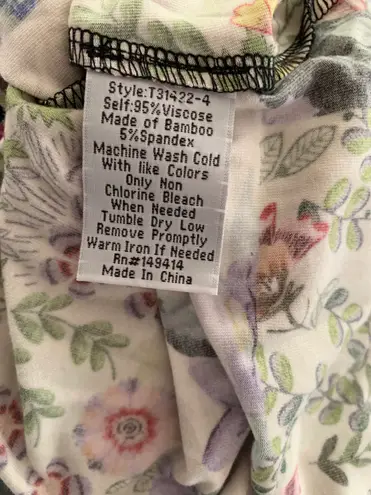 Style:T31422-4
Self:95%Viscose
Made of Bamboo
5%Spandex
Machine Wash Cold
With like Colors
Only Non
Chlorine Bleach
When Needed
Tumble Dry Low
Remove Promptly
Warm Iron If Needed
Rn#149414
Made In China